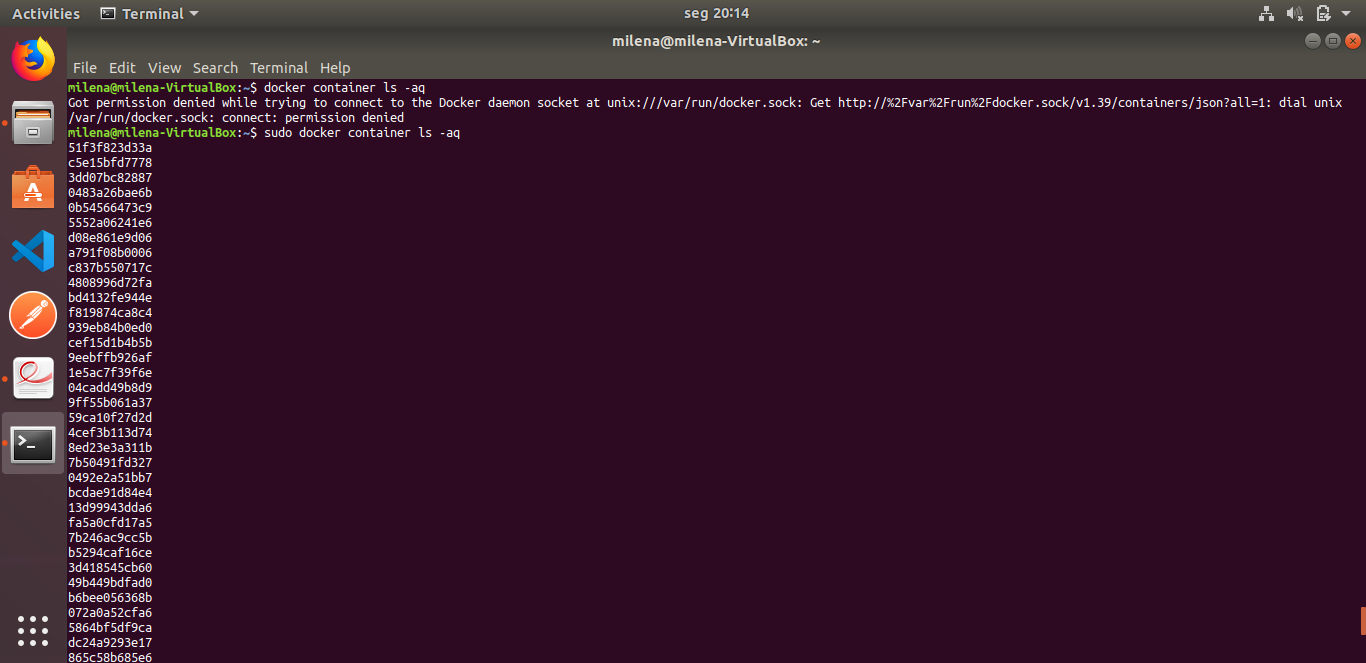 Activities Terminal seg 20:14
milena@milena-VirtualBox: ~
File Edit View Search Terminal Help
milena@milena-VirtualBox:~$ docker container ls -aq
Got permission denied while trying to connect to the Docker daemon socket at unix:///var/run/docker.sock: Get http://%2Fvar%2Frun%2Fdocker.sock/v1.39/containers/json?all=1: dial unix
/var/run/docker.sock: connect: permission denied
milena@milena-VirtualBox:~$ sudo docker container ls -aq
51f3f823d33a
c5e15bfd7778
3dd07bc82887
0483a26bae6b
0b54566473c9
5552a06241e6
d08e861e9d06
a791f08b0006
c837b550717c
4808996d72fa
bd4132fe944e
f819874ca8c4
939eb84b0ed0
cef15d1b4b5b
9eebffb926af
1e5ac7f39f6e
04cadd49b8d9
9ff55b061a37
59ca10f27d2d
4cef3b113d74
8ed23e3a311b
7b50491fd327
0492e2a51bb7
bcdae91d84e4
13d99943dda6
fa5a0cfd17a5
7b246ac9cc5b
b5294caf16ce
3d418545cb60
49b449bdfad0
b6bee056368b
072a0a52cfa6
5864bf5df9ca
dc24a9293e17
865c58b685e6